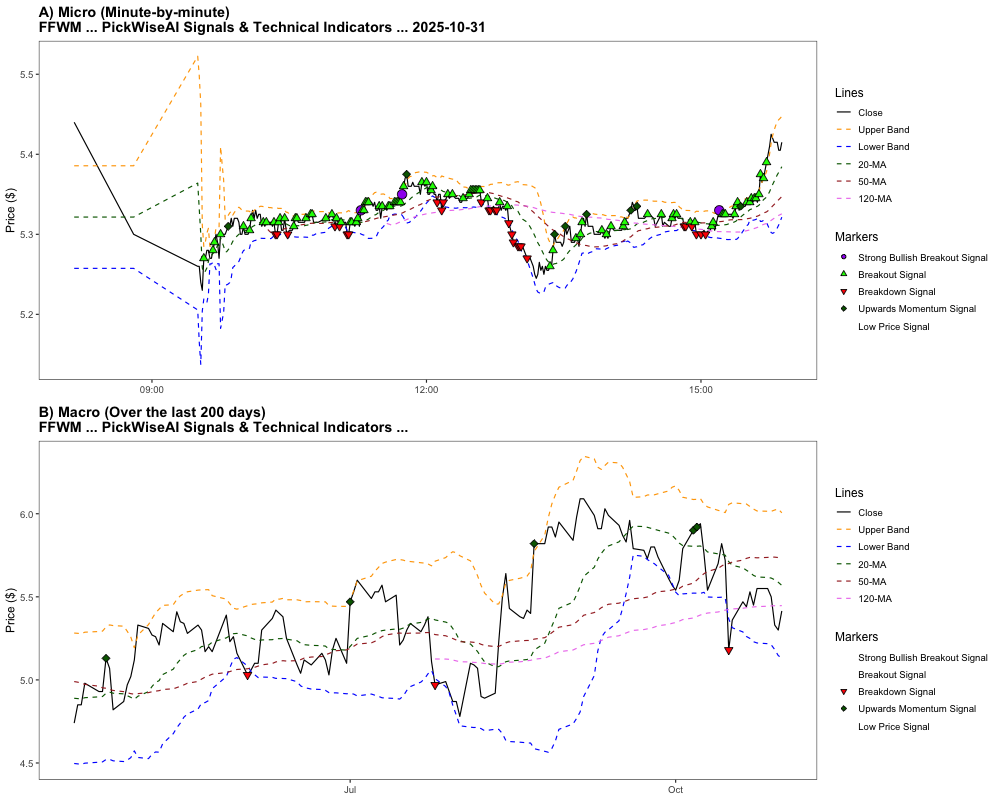 A) Micro (Minute-by-minute)
FFWM ... PickWiseAI Signals & Technical Indicators ... 2025-10-31
Price ($)
5.5
5.4
5.3
5.2
09:00
12:00
15:00
Lines
Close
Upper Band
Lower Band
20-MA
50-MA
120-MA
Markers
Strong Bullish Breakout Signal
Breakout Signal
Breakdown Signal
Upwards Momentum Signal
Low Price Signal
B) Macro (Over the last 200 days)
FFWM ... PickWiseAI Signals & Technical Indicators ...
Price ($)
6.0
5.5
5.0
4.5
Jul
Oct
Lines
Close
Upper Band
Lower Band
20-MA
50-MA
120-MA
Markers
Strong Bullish Breakout Signal
Breakout Signal
Breakdown Signal
Upwards Momentum Signal
Low Price Signal